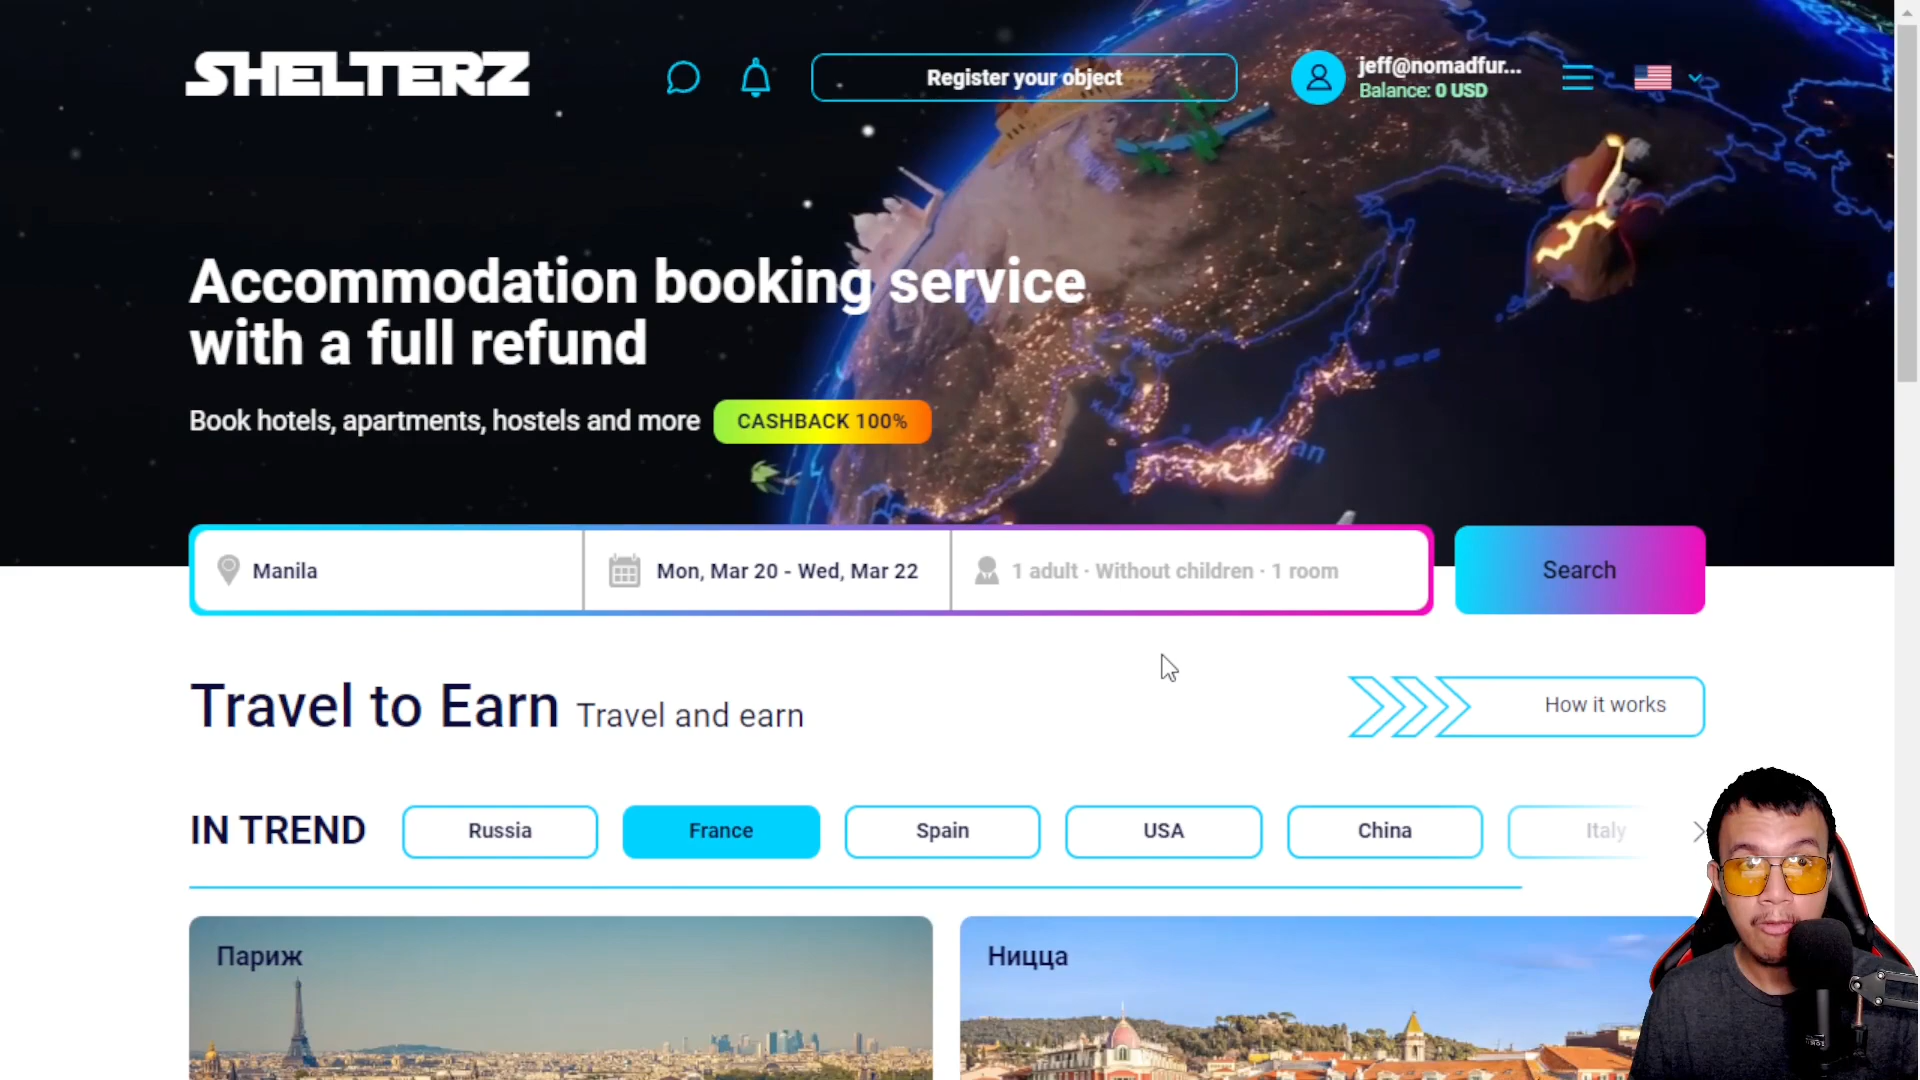 SHELTERZ
Register your object
jeff@nomadfur...
Balance: 0 USD
Accommodation booking service
with a full refund
Book hotels, apartments, hostels and more
CASHBACK 100%
Manila
Mon, Mar 20 - Wed, Mar 22
1 adult · Without children · 1 room
Search
Travel to Earn Travel and earn
How it works
IN TREND
Russia
France
Spain
USA
China
Italy
Париж
Ницца